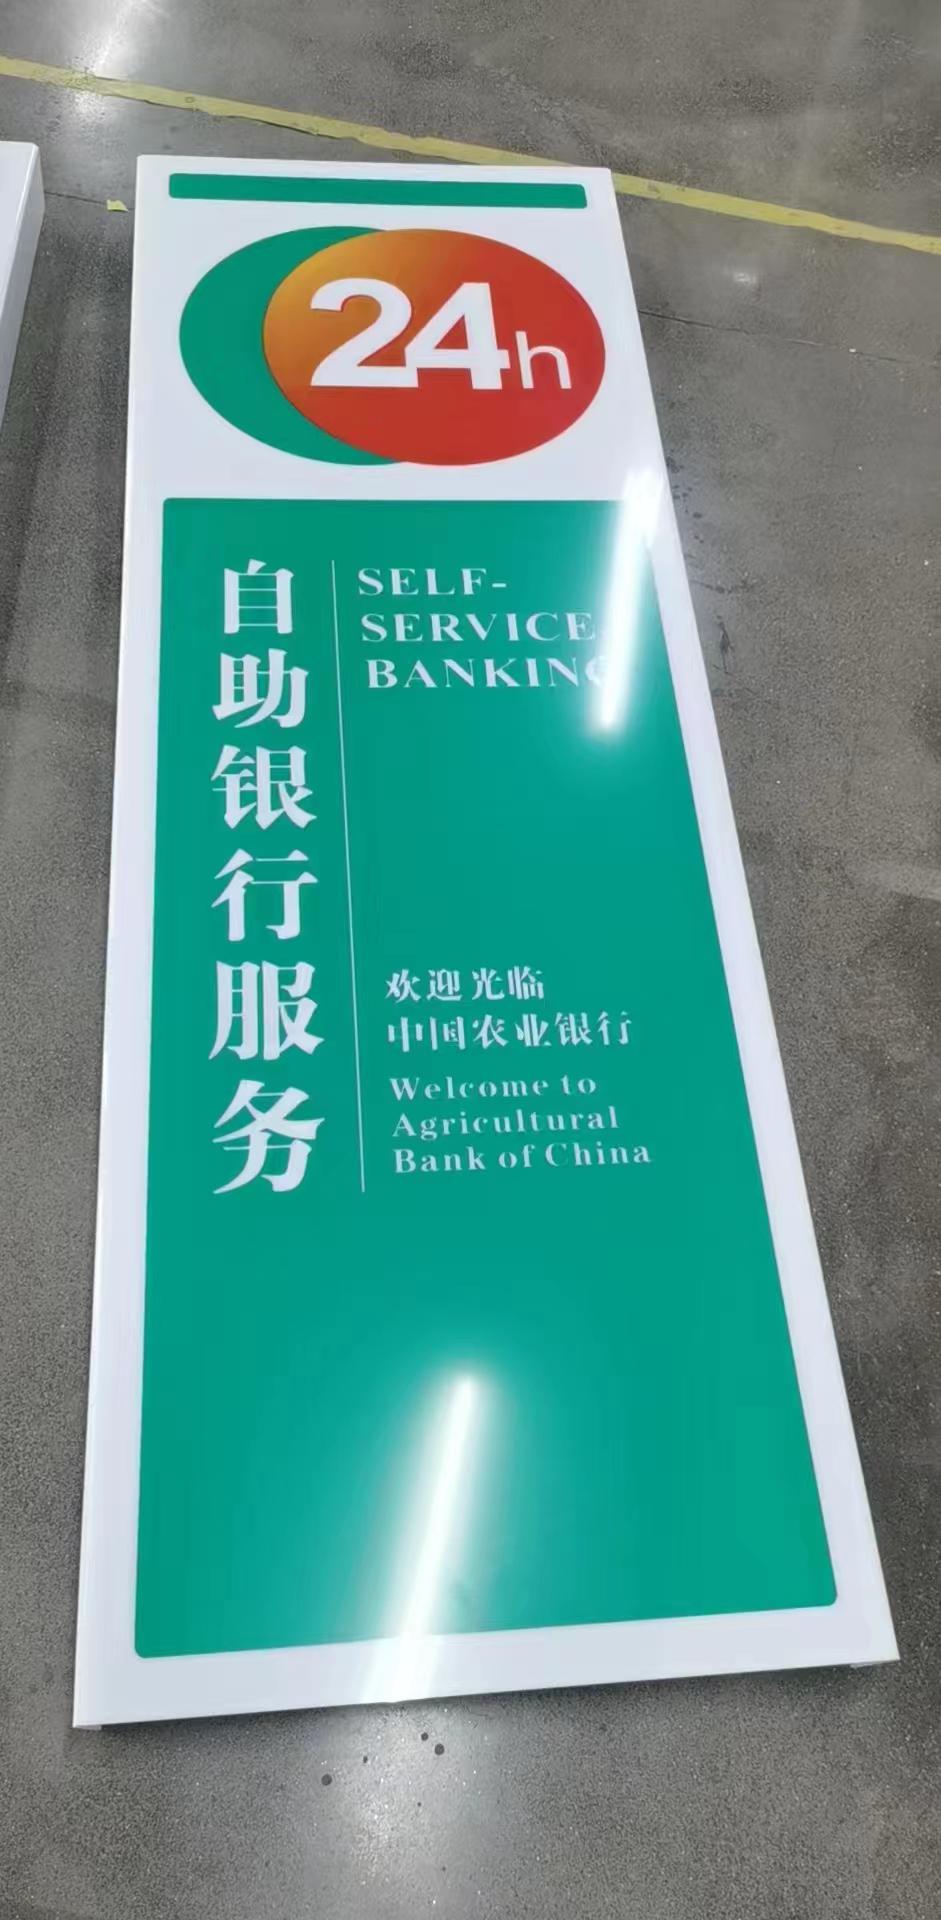 24h
自助银行服务
SELF-
SERVICE
BANKING
欢迎光临
中国农业银行
Welcome to
Agricultural
Bank of China